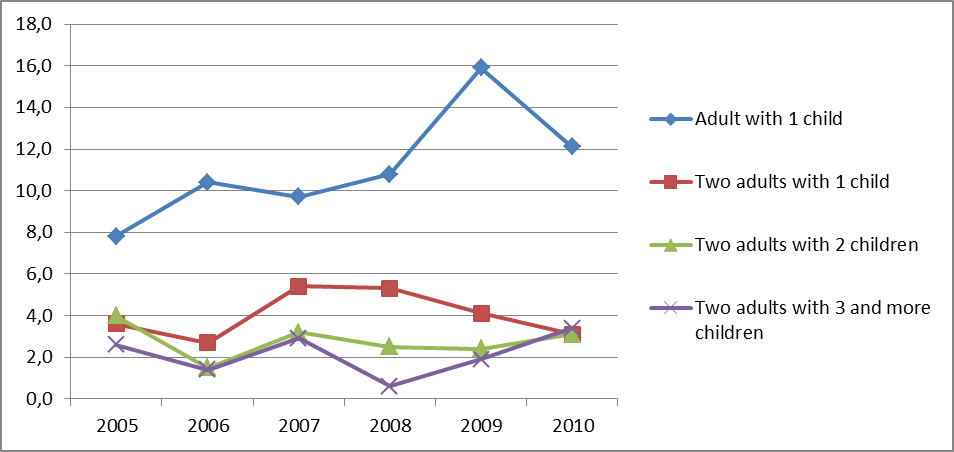 18,0
16,0
14,0
12,0
10,0
8,0
6,0
4,0
2,0
0,0
2005 2006 2007 2008 2009 2010
Adult with 1 child
Two adults with 1 child
Two adults with 2 children
Two adults with 3 and more
children